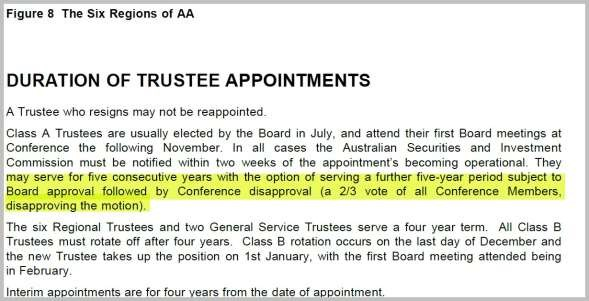 Figure 8 The Six Regions of AA
DURATION OF TRUSTEE APPOINTMENTS
A Trustee who resigns may not be reappointed.
Class A Trustees are usually elected by the Board in July, and attend their first Board meetings at
Conference the following November. In all cases the Australian Securities and Investment
Commission must be notified within two weeks of the appointment's becoming operational. They
may serve for five consecutive years with the option of serving a further five-year period subject to
Board approval followed by Conference disapproval (a 2/3 vote of all Conference Members,
disapproving the motion).
The six Regional Trustees and two General Service Trustees serve a four year term. All Class B
Trustees must rotate off after four years. Class B rotation occurs on the last day of December and
the new Trustee takes up the position on 1st January, with the first Board meeting attended being
in February.
Interim appointments are for four years from the date of appointment.